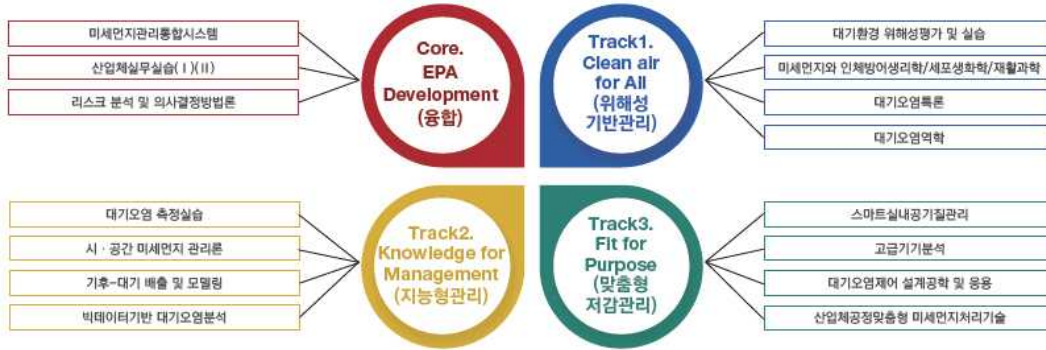 미세먼지관리통합시스템
산업체실무실습(Ⅰ)(Ⅱ)
리스크 분석 및 의사결정방법론
Core.
EPA
Development
(융합)
Track1.
Clean air
for All
(위해성
기반관리)
대기환경 위해성평가 및 실습
미세먼지와 인체방어생리학/세포생화학/재활과학
대기오염특론
대기오염역학
대기오염 측정실습
시·공간 미세먼지 관리론
기후-대기 배출 및 모델링
빅데이터기반 대기오염분석
Track2.
Knowledge for
Management
(지능형관리)
Track3.
Fit for
Purpose
(맞춤형
저감관리)
스마트실내공기질관리
고급기기분석
대기오염제어 설계공학 및 응용
산업체공정맞춤형 미세먼지처리기술